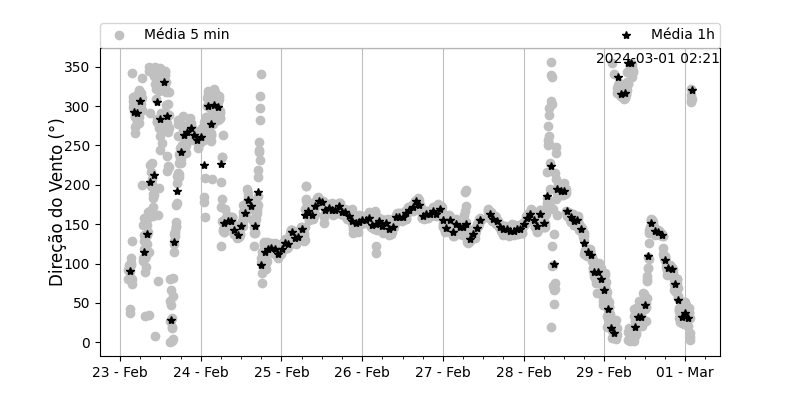 Média 5 min
Média 1h
2024-03-01 02:21
Direção do Vento (°)
350
300
250
200
150
100
50
0
23 - Feb
24 - Feb
25 - Feb
26 - Feb
27 - Feb
28 - Feb
29 - Feb
01 - Mar